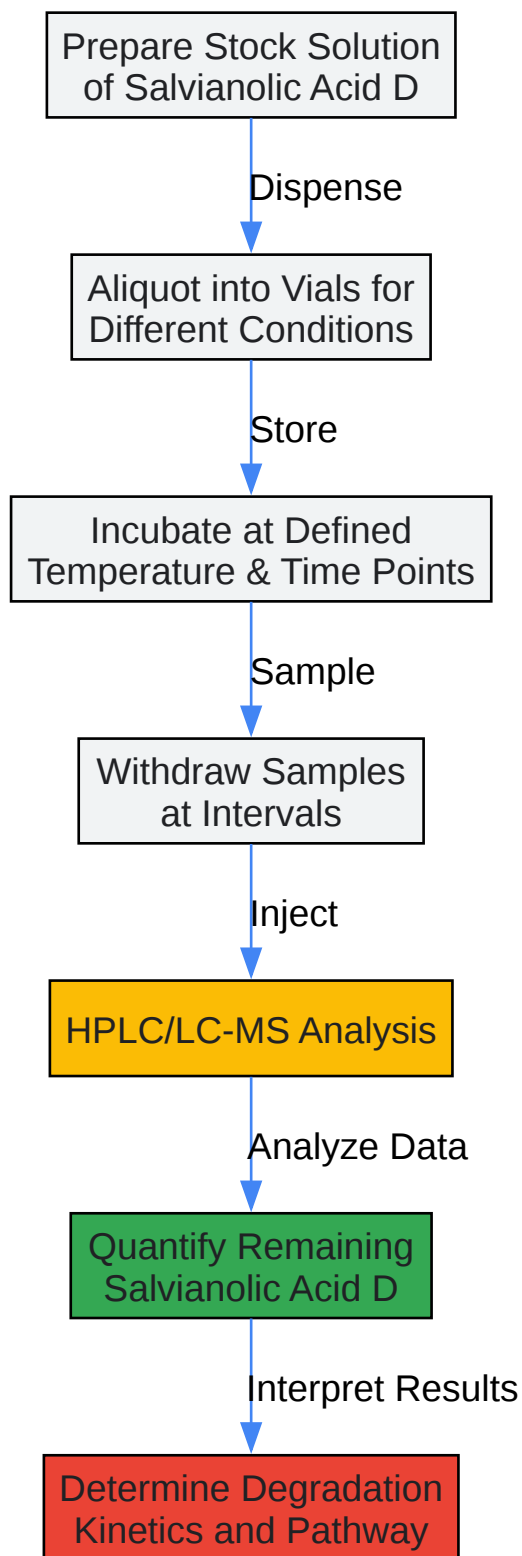 Prepare Stock Solution
of Salvianolic Acid D
Dispense
Aliquot into Vials for
Different Conditions
Store
Incubate at Defined
Temperature & Time Points
Sample
Withdraw Samples
at Intervals
Inject
HPLC/LC-MS Analysis
Analyze Data
Quantify Remaining
Salvianolic Acid D
Interpret Results
Determine Degradation
Kinetics and Pathway